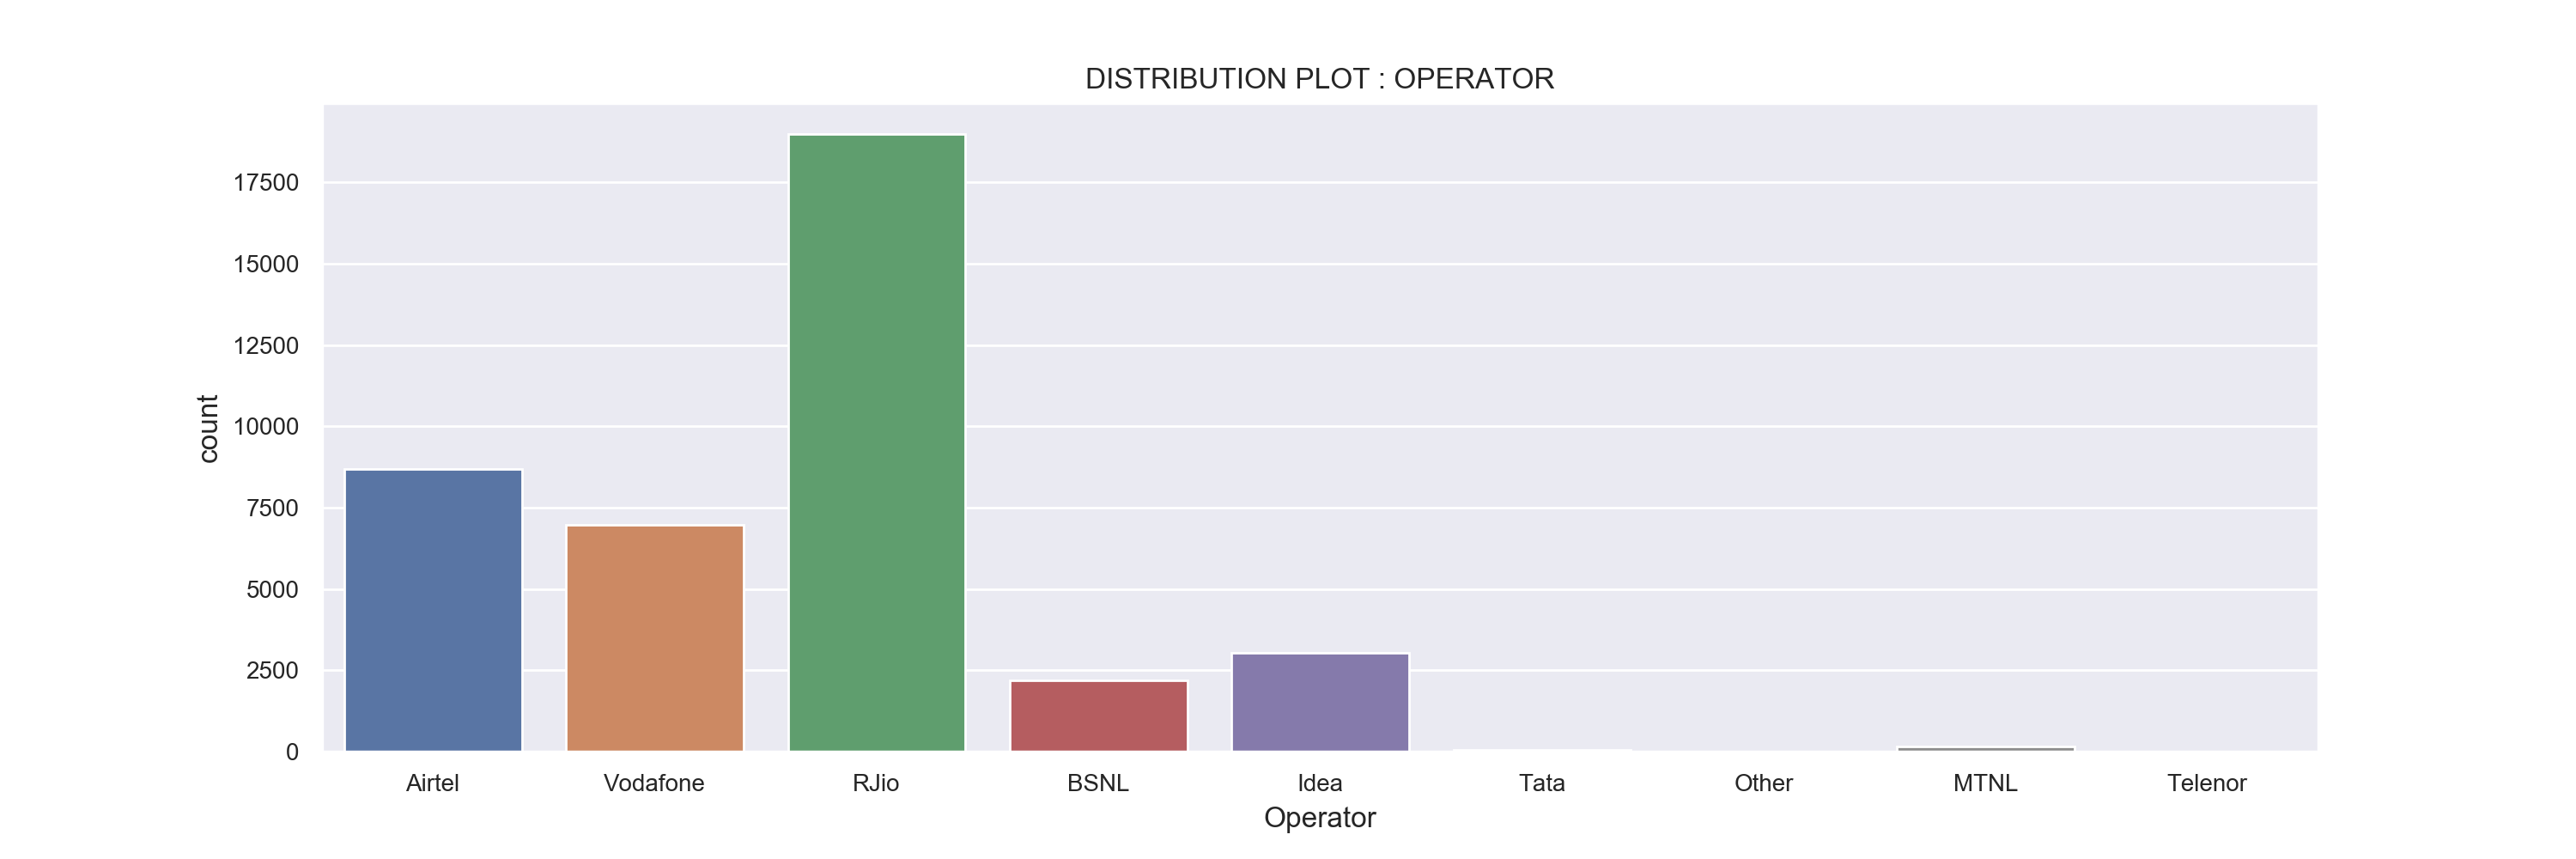 DISTRIBUTION PLOT : OPERATOR
count
17500
15000
12500
10000
7500
5000
2500
0
Airtel Vodafone RJio BSNL Idea Tata Other MTNL Telenor
Operator